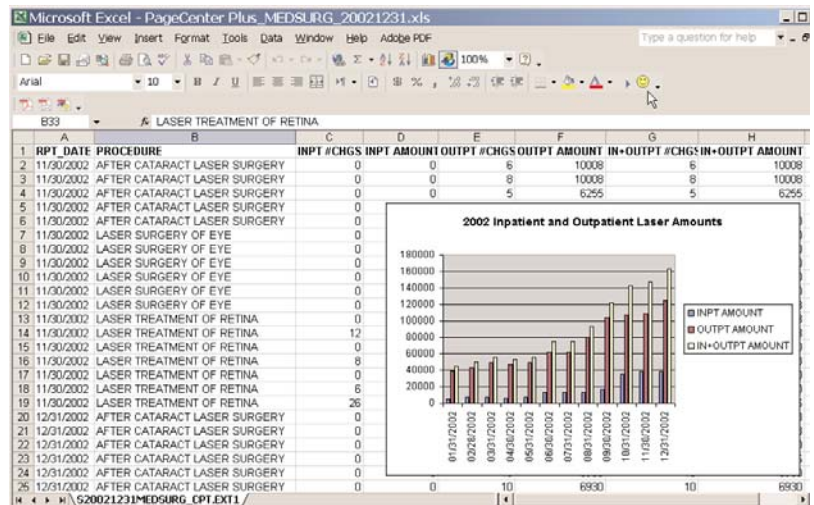 Microsoft Excel - PageCenter Plus_MEDSURG_20021231.xls
File Edit View Insert Format Tools Data Window Help Adobe PDF Type a question for help
100%
Arial 10 B I U $ % ,
B33 fx LASER TREATMENT OF RETINA
A B C D E F G H
1 RPT_DATE PROCEDURE INPT #CHGS INPT AMOUNT OUTPT #CHGS OUTPT AMOUNT IN+OUTPT #CHGS IN+OUTPT AMOUNT
2 11/30/2002 AFTER CATARACT LASER SURGERY 0 0 6 10008 6 10008
3 11/30/2002 AFTER CATARACT LASER SURGERY 0 0 8 10008 8 10008
4 11/30/2002 AFTER CATARACT LASER SURGERY 0 0 5 6255 5 6255
5 11/30/2002 AFTER CATARACT LASER SURGERY 0
6 11/30/2002 AFTER CATARACT LASER SURGERY 0
7 11/30/2002 LASER SURGERY OF EYE 0
8 11/30/2002 LASER SURGERY OF EYE 0
9 11/30/2002 LASER SURGERY OF EYE 0
10 11/30/2002 LASER SURGERY OF EYE 0
11 11/30/2002 LASER SURGERY OF EYE 0
12 11/30/2002 LASER SURGERY OF EYE 0
13 11/30/2002 LASER TREATMENT OF RETINA 0
14 11/30/2002 LASER TREATMENT OF RETINA 12
15 11/30/2002 LASER TREATMENT OF RETINA 0
16 11/30/2002 LASER TREATMENT OF RETINA 8
17 11/30/2002 LASER TREATMENT OF RETINA 0
18 11/30/2002 LASER TREATMENT OF RETINA 6
19 11/30/2002 LASER TREATMENT OF RETINA 26
20 12/31/2002 AFTER CATARACT LASER SURGERY 0
21 12/31/2002 AFTER CATARACT LASER SURGERY 0
22 12/31/2002 AFTER CATARACT LASER SURGERY 0
23 12/31/2002 AFTER CATARACT LASER SURGERY 0
24 12/31/2002 AFTER CATARACT LASER SURGERY 0
25 12/31/2002 AFTER CATARACT LASER SURGERY 0 0 10 6930 10 6930
2002 Inpatient and Outpatient Laser Amounts
180000
160000
140000
120000
100000
80000
60000
40000
20000
0
01/31/2002
02/28/2002
03/31/2002
04/30/2002
05/31/2002
06/30/2002
07/31/2002
08/31/2002
09/30/2002
10/31/2002
11/30/2002
12/31/2002
INPT AMOUNT
OUTPT AMOUNT
IN+OUTPT AMOUNT
S20021231MEDSURG_CPT.EXT1